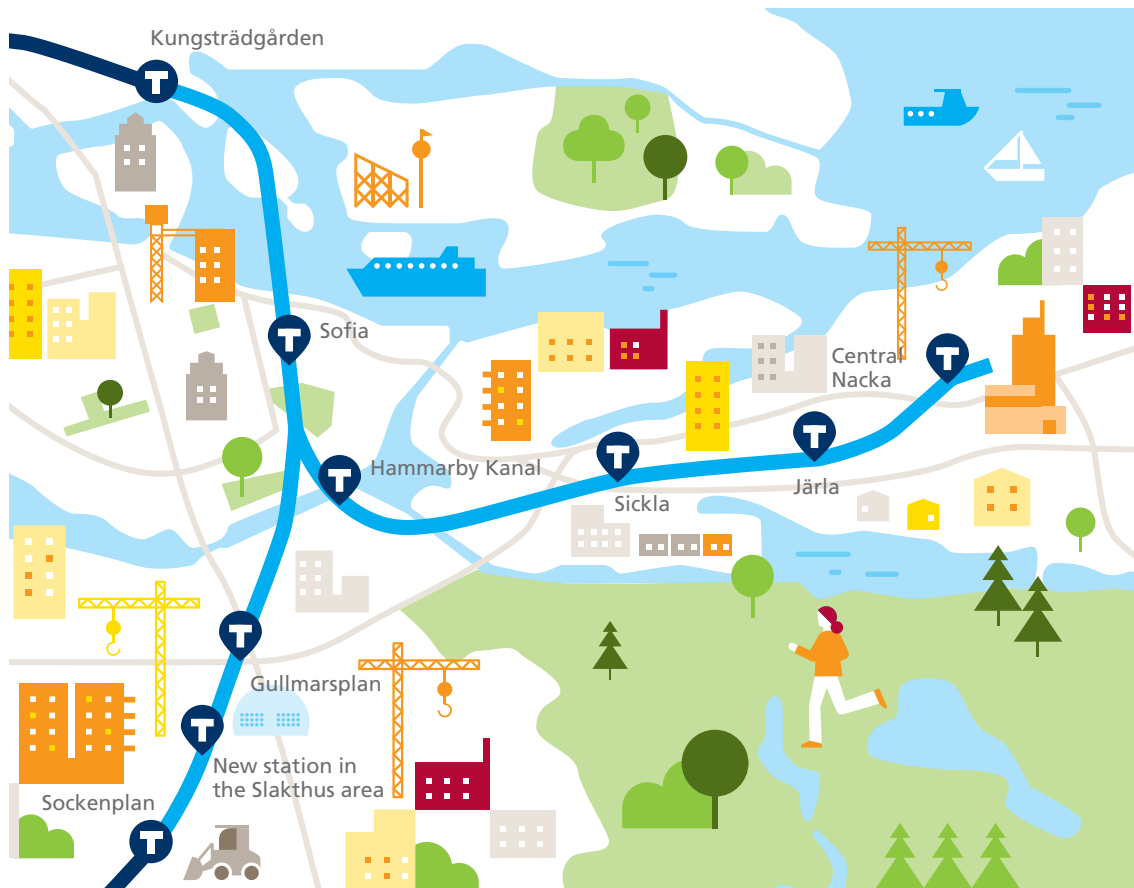 Kungsträdgården
T
T
Sofia
Central
Nacka
T
T
Järla
T
Sickla
Hammarby Kanal
T
T
Gullmarsplan
T
New station in
the Slakthus area
Sockenplan
T